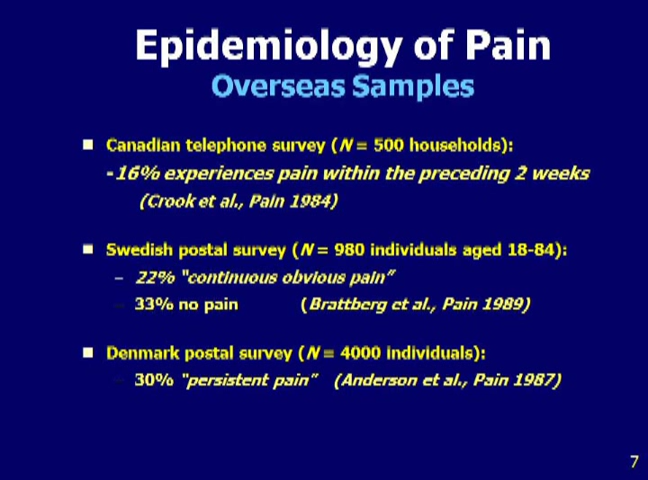 Epidemiology of Pain
Overseas Samples
■ Canadian telephone survey (N = 500 households):
-16% experiences pain within the preceding 2 weeks
(Crook et al., Pain 1984)
■ Swedish postal survey (N = 980 individuals aged 18-84):
– 22% "continuous obvious pain"
– 33% no pain (Brattberg et al., Pain 1989)
■ Denmark postal survey (N = 4000 individuals):
– 30% "persistent pain" (Anderson et al., Pain 1987)
7